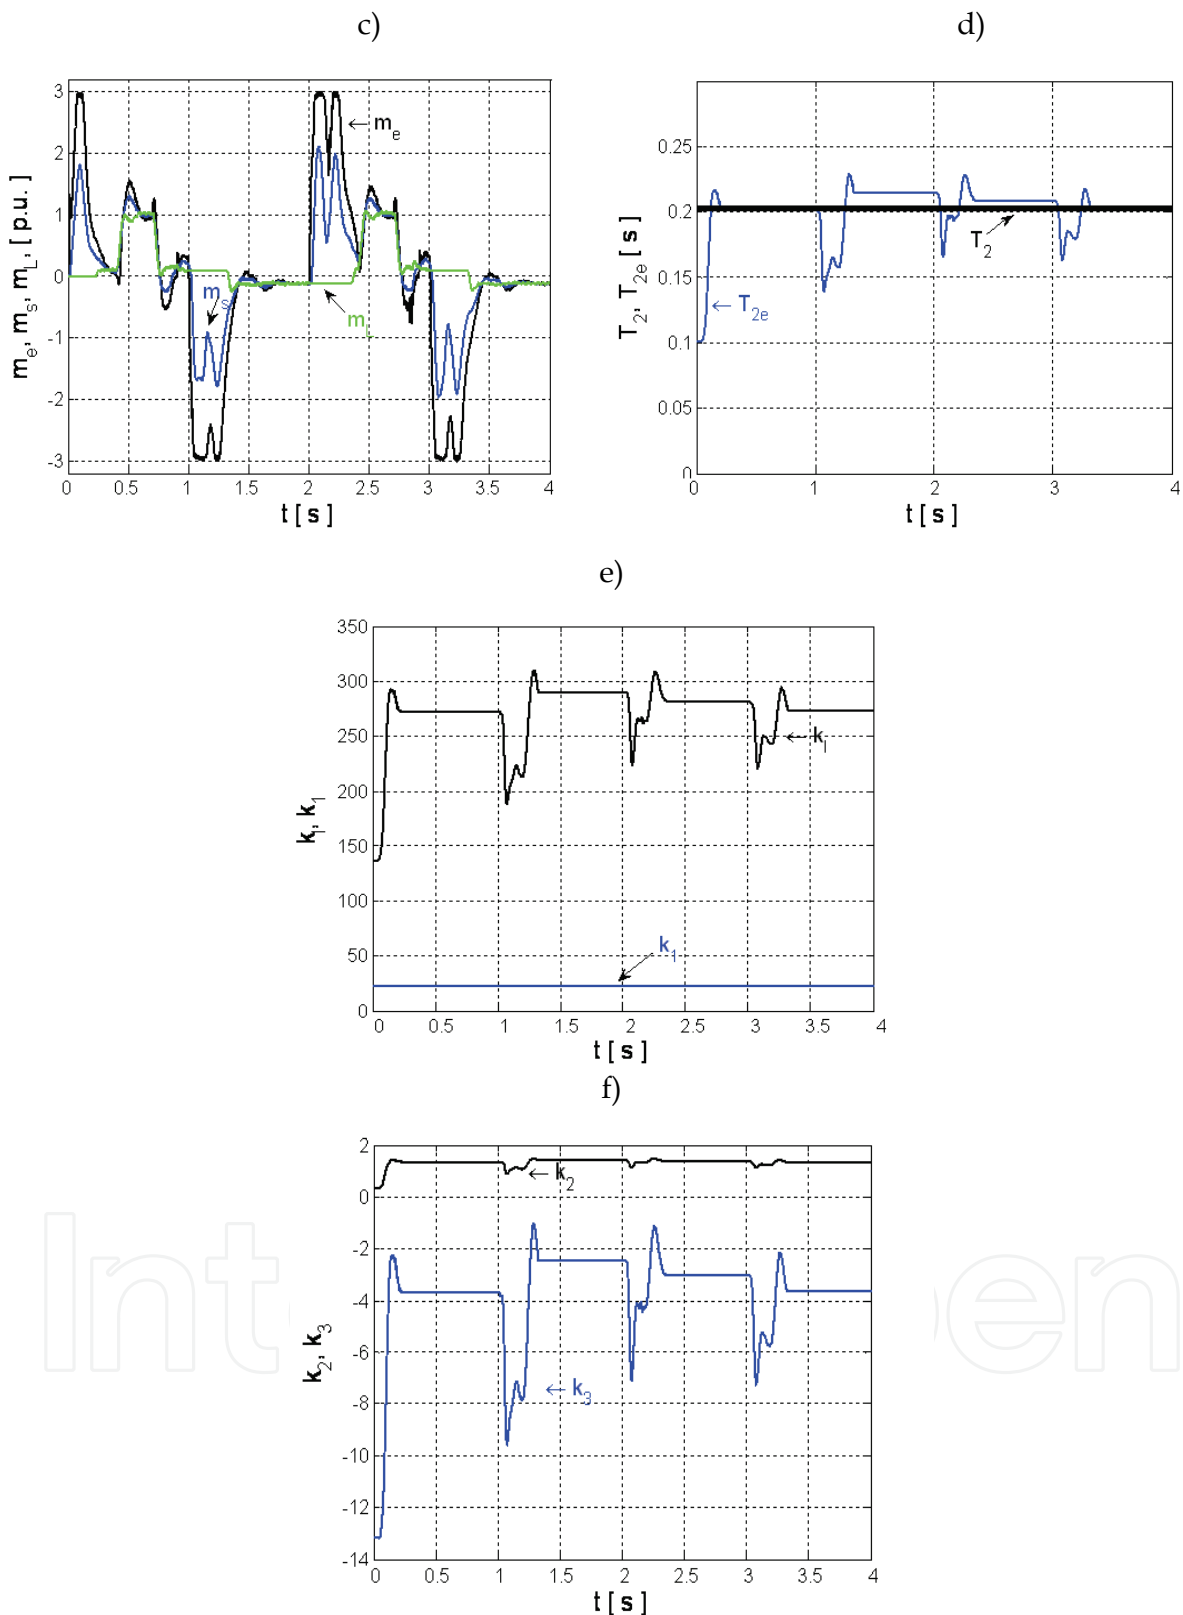 c)
d)
3
2
1
0
-1
-2
-3
0
0.5
1
1.5
2
2.5
3
3.5
4
m_e, m_s, m_L, [ p.u. ]
t [ s ]
← m_e
m_s
m_L
0.25
0.2
0.15
0.1
0.05
0
0
1
2
3
4
T_2, T_2e [ s ]
t [ s ]
T_2
← T_2e
e)
350
300
250
200
150
100
50
0
0
0.5
1
1.5
2
2.5
3
3.5
4
k_I, k_1
t [ s ]
← k_I
k_1
f)
2
0
-2
-4
-6
-8
-10
-12
-14
0
0.5
1
1.5
2
2.5
3
3.5
4
k_2, k_3
t [ s ]
← k_2
← k_3